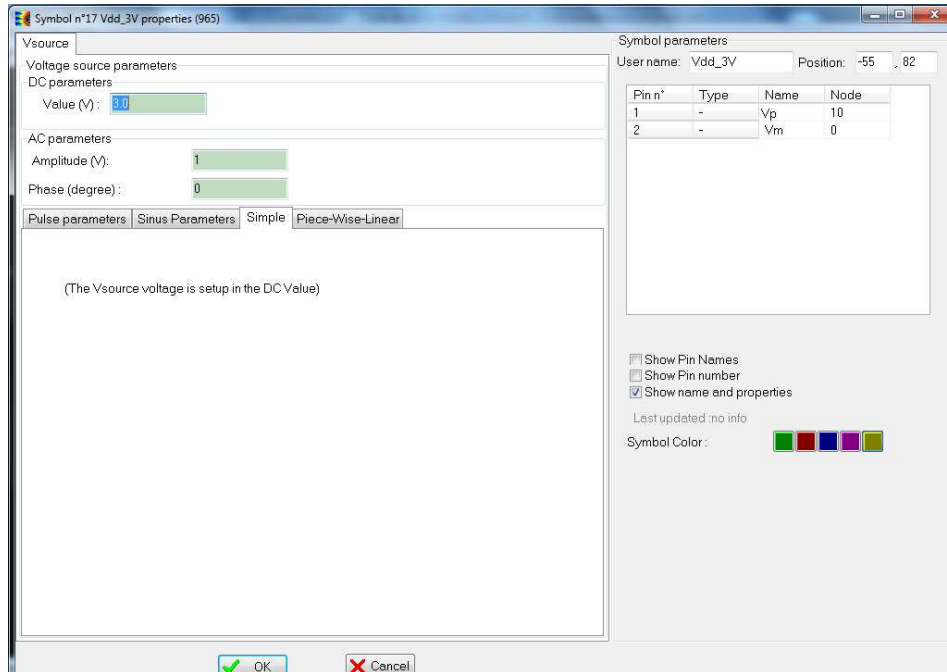 Symbol n°17 Vdd_3V properties (965)
Vsource
Voltage source parameters
DC parameters
Value (V) : 3.0
AC parameters
Amplitude (V): 1
Phase (degree) : 0
Pulse parameters Sinus Parameters Simple Piece-Wise-Linear
(The Vsource voltage is setup in the DC Value)
OK Cancel
Symbol parameters
User name: Vdd_3V Position: -55 , 82
Pin n° Type Name Node
1 - Vp 10
2 - Vm 0
Show Pin Names
Show Pin number
Show name and properties
Last updated :no info
Symbol Color :